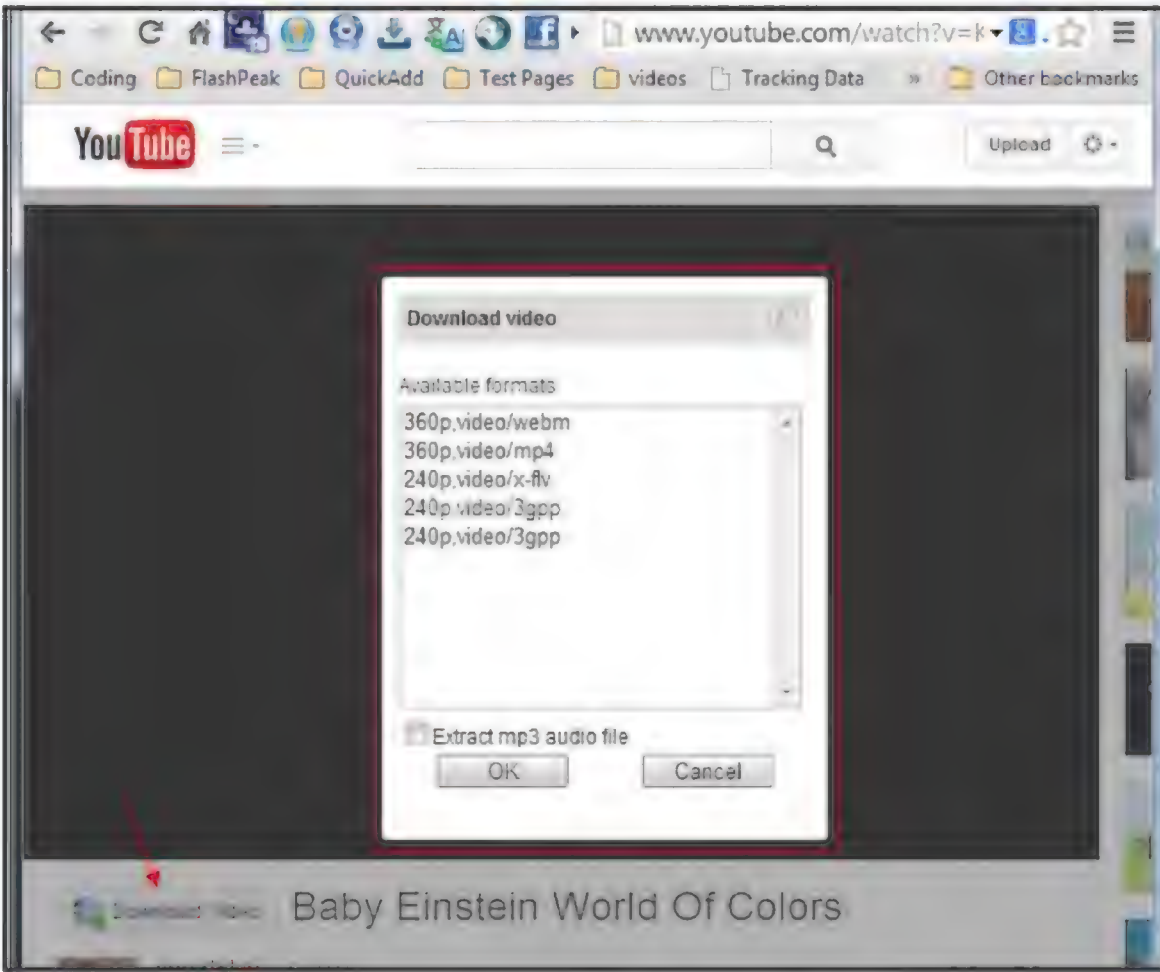 www.youtube.com/watch?v=K
Coding FlashPeak QuickAdd Test Pages videos Tracking Data » Other bookmarks
YouTube Upload
Download video
Available formats
360p,video/webm
360p,video/mp4
240p,video/x-flv
240p,video/3gpp
240p,video/3gpp
Extract mp3 audio file
OK Cancel
Download Video Baby Einstein World Of Colors